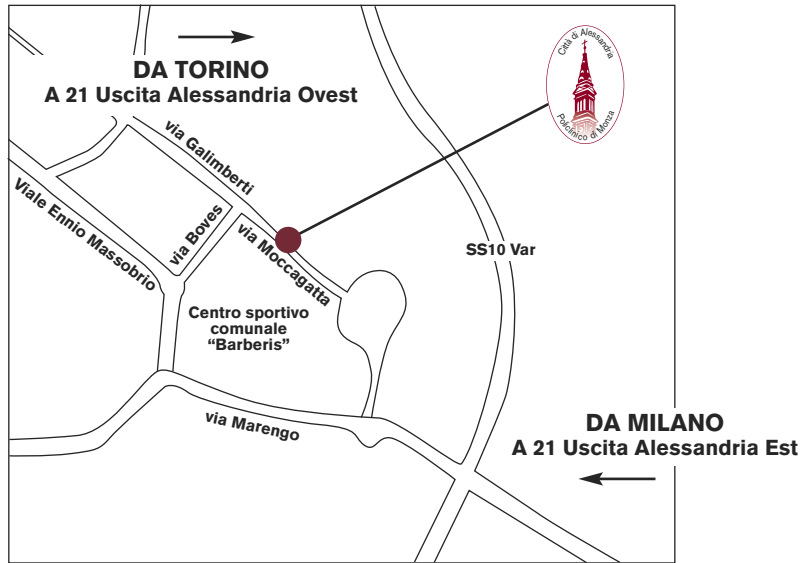 DA TORINO
A 21 Uscita Alessandria Ovest
Città di Alessandria
Policlinico di Monza
via Galimberti
Viale Ennio Massobrio
via Boves
via Moccagatta
SS10 Var
Centro sportivo
comunale
“Barberis”
via Marengo
DA MILANO
A 21 Uscita Alessandria Est